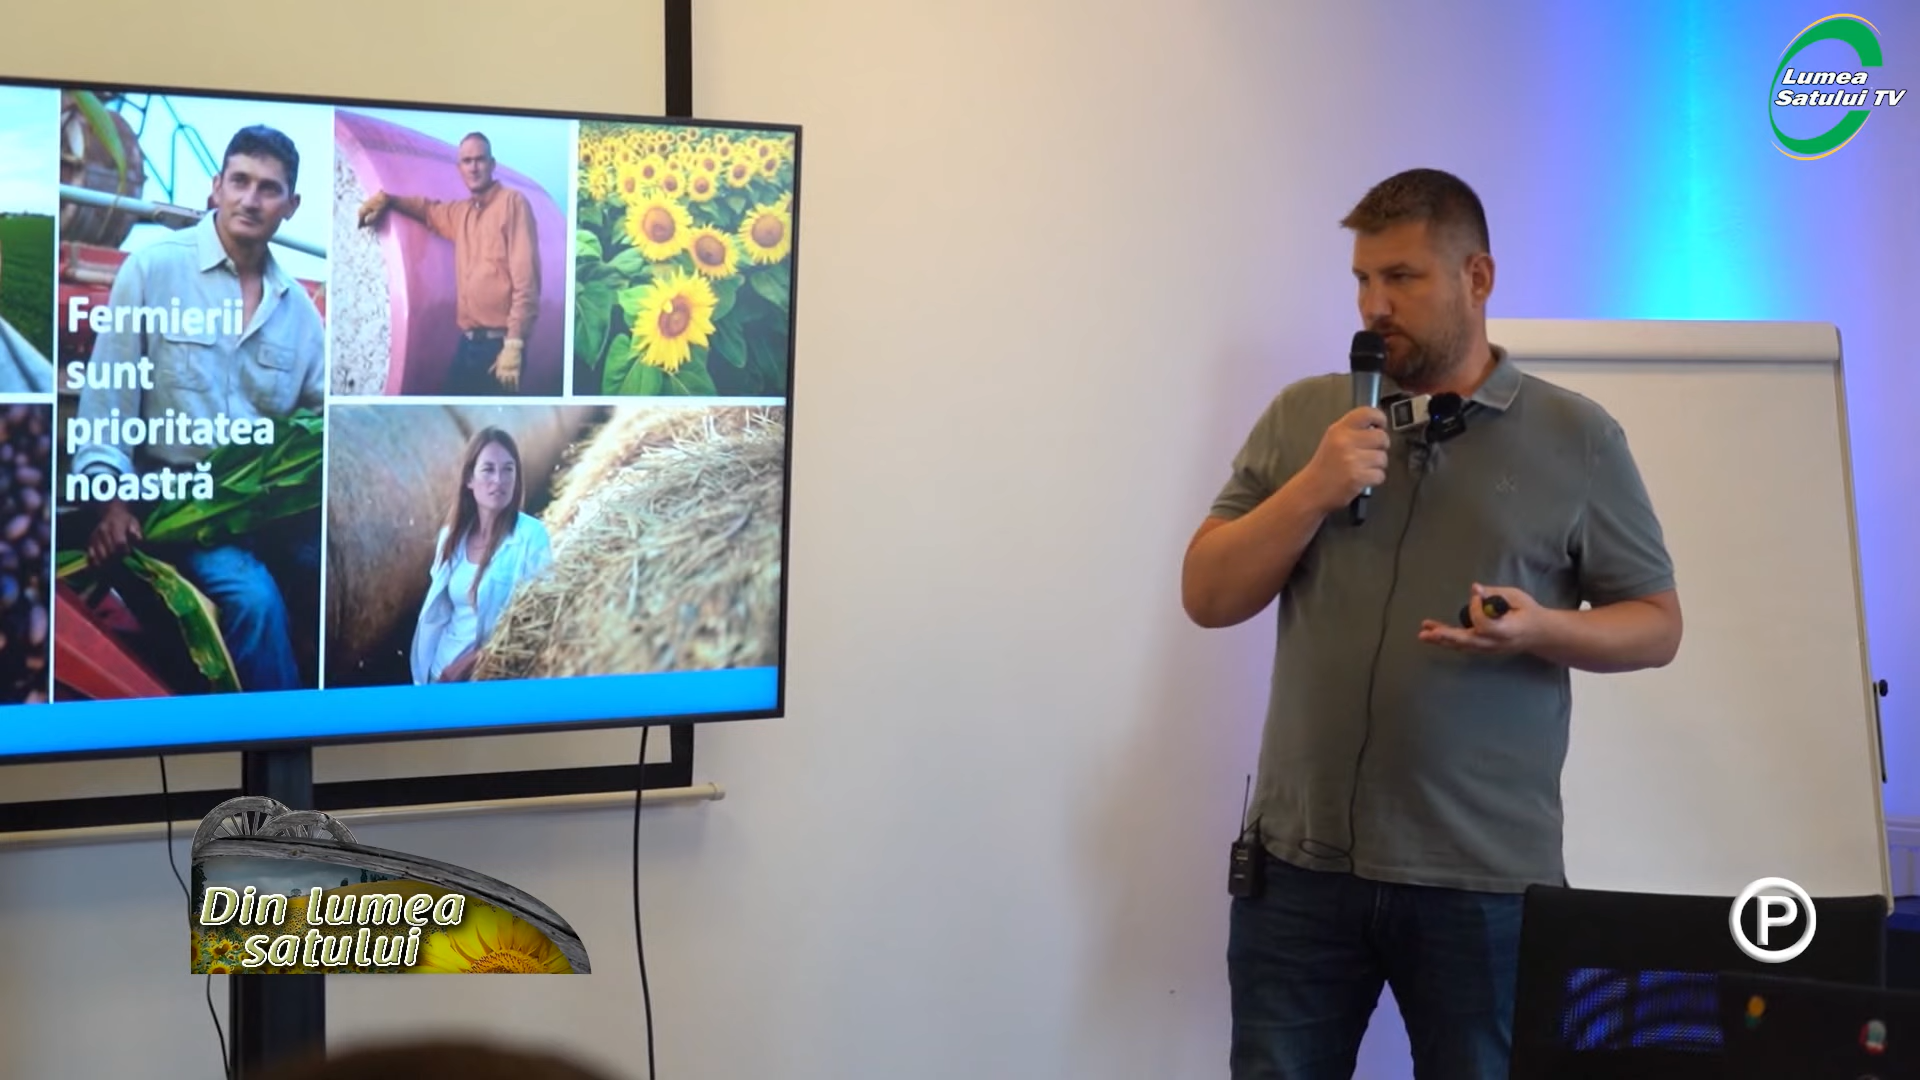 Lumea
Satului TV
Fermierii
sunt
prioritatea
noastră
Din lumea
satului
P